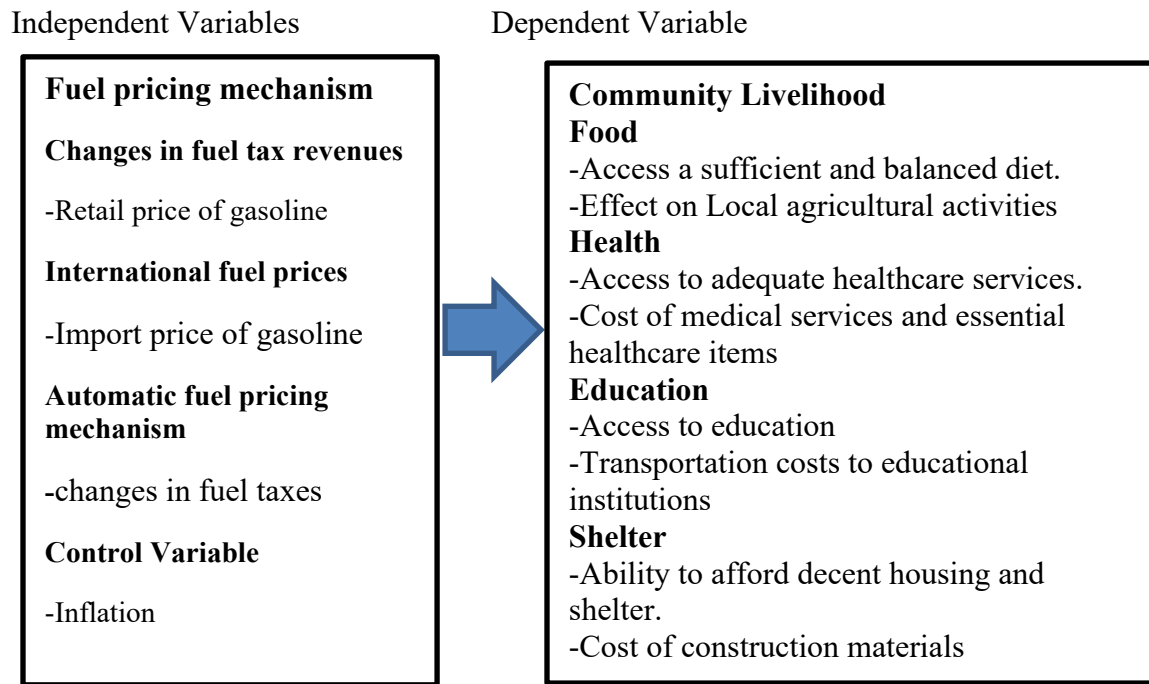 Independent Variables
Dependent Variable
Fuel pricing mechanism
Changes in fuel tax revenues
-Retail price of gasoline
International fuel prices
-Import price of gasoline
Automatic fuel pricing
mechanism
-changes in fuel taxes
Control Variable
-Inflation
Community Livelihood
Food
-Access a sufficient and balanced diet.
-Effect on Local agricultural activities
Health
-Access to adequate healthcare services.
-Cost of medical services and essential
healthcare items
Education
-Access to education
-Transportation costs to educational
institutions
Shelter
-Ability to afford decent housing and
shelter.
-Cost of construction materials